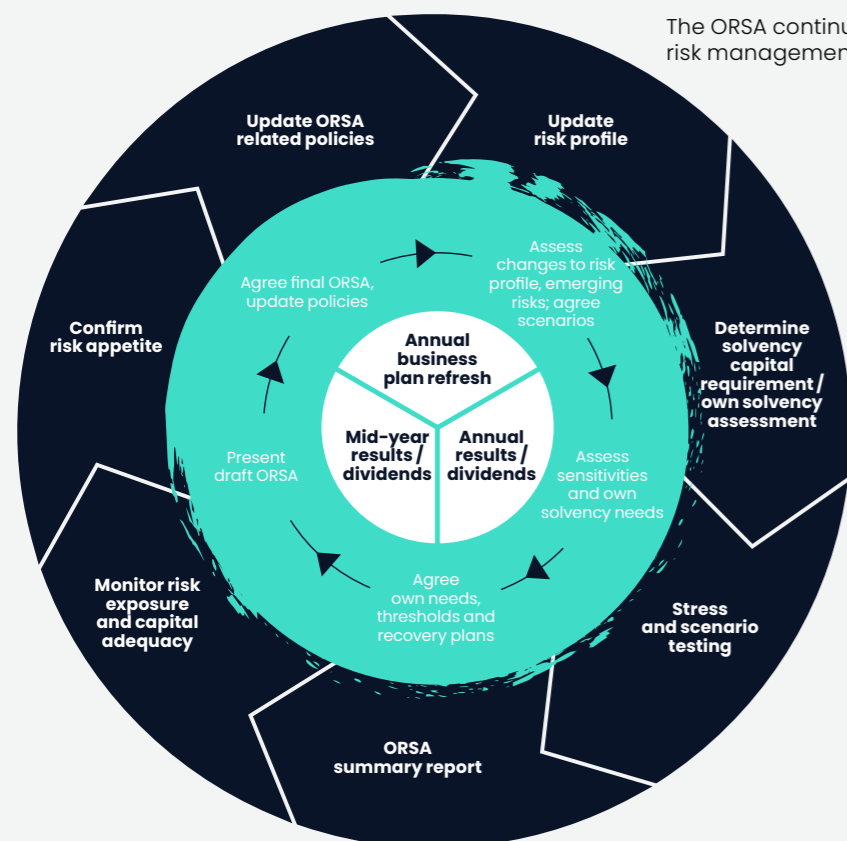 The ORSA continu
risk managemen
Update ORSA
related policies
Update
risk profile
Determine
solvency
capital
requirement /
own solvency
assessment
Stress
and scenario
testing
ORSA
summary report
Monitor risk
exposure
and capital
adequacy
Confirm
risk appetite
Assess
changes to risk
profile, emerging
risks; agree
scenarios
Assess
sensitivities
and own
solvency needs
Agree
own needs,
thresholds and
recovery plans
Present
draft ORSA
Agree final ORSA,
update policies
Annual
business
plan refresh
Annual
results /
dividends
Mid-year
results /
dividends